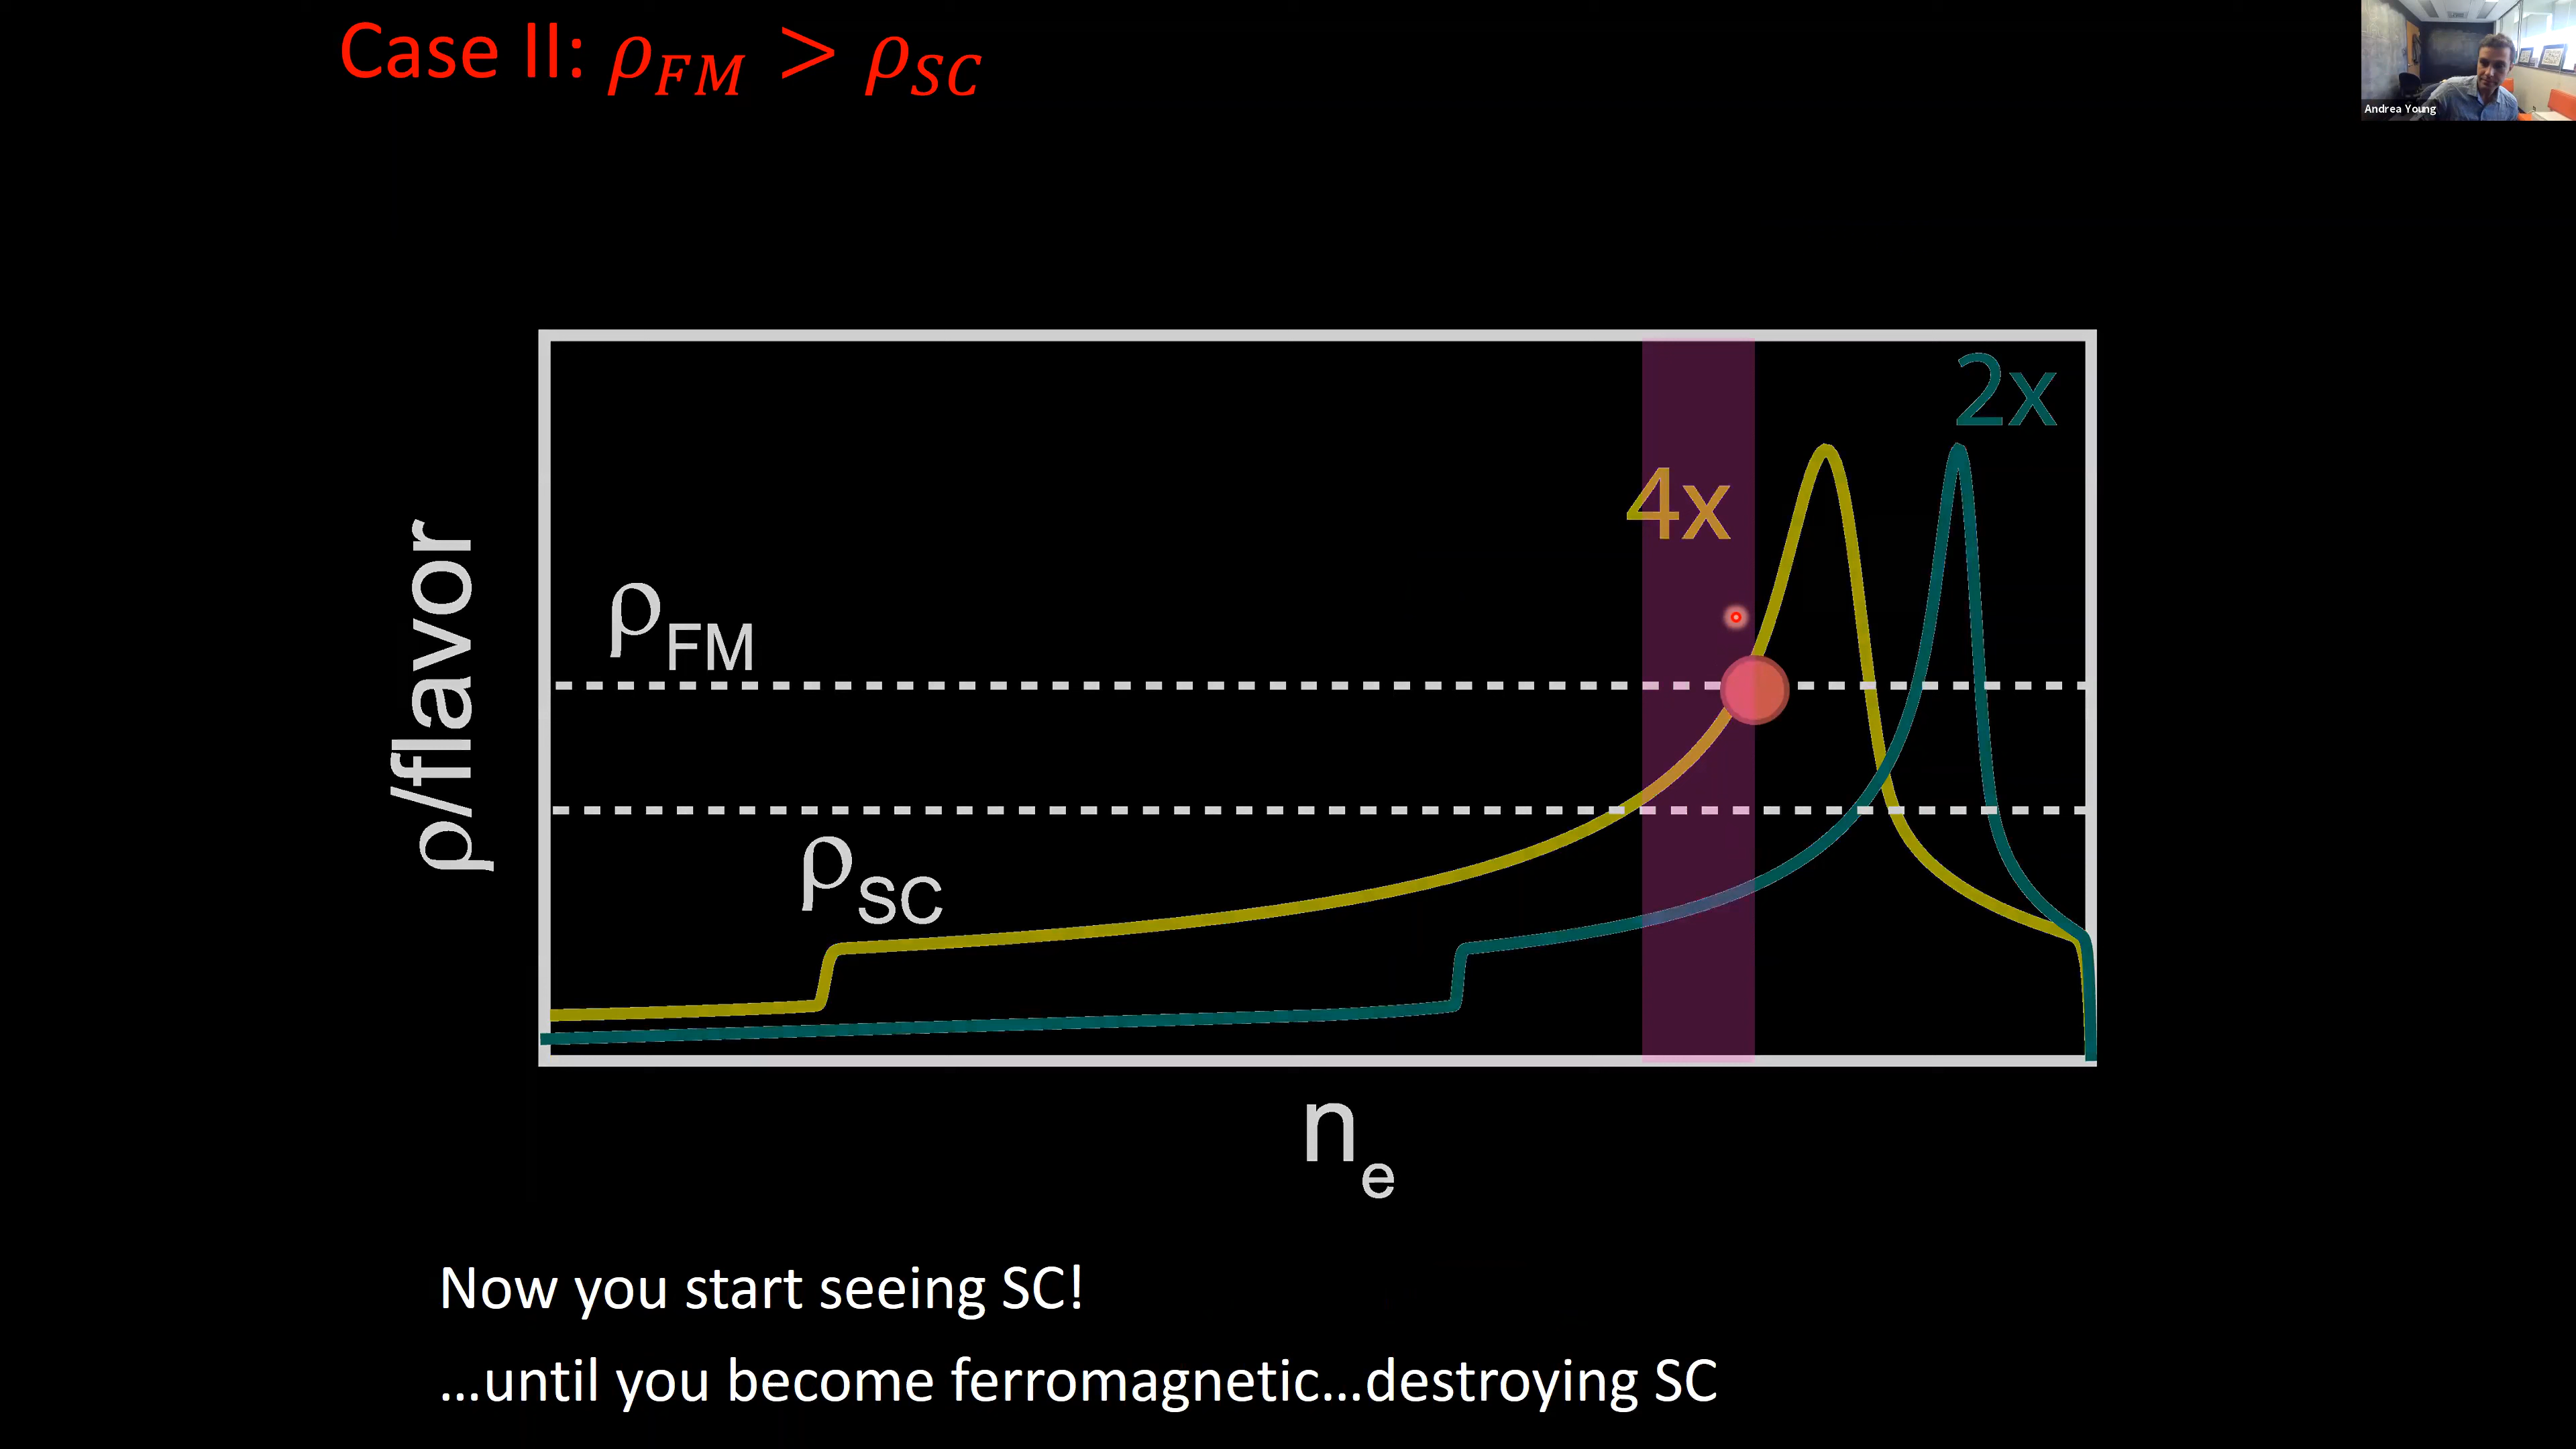 Case II: ρ_FM > ρ_SC
Andrea Young
2x
4x
ρ_FM
ρ_SC
ρ/flavor
n_e
Now you start seeing SC!
...until you become ferromagnetic...destroying SC